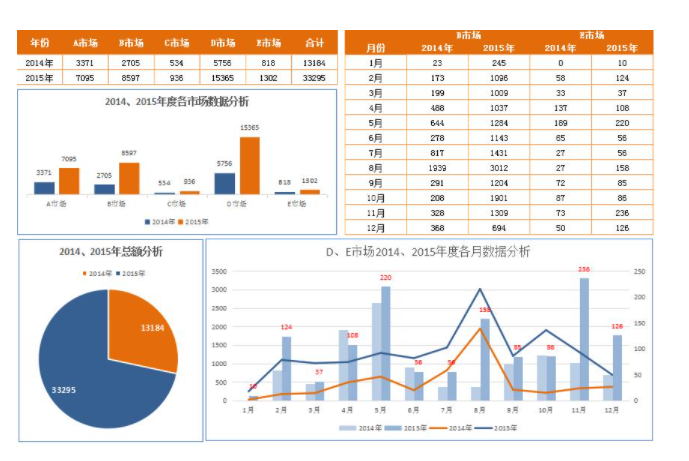 年份 A市场 B市场 C市场 D市场 E市场 合计
2014年 3371 2705 534 5756 818 13184
2015年 7095 8597 936 15365 1302 33295
月份 D市场 E市场
2014年 2015年 2014年 2015年
1月 23 245 0 10
2月 173 1096 58 124
3月 199 1009 33 37
4月 488 1037 137 108
5月 644 1284 189 220
6月 278 1143 65 56
7月 817 1431 27 56
8月 1939 3012 27 158
9月 291 1204 72 85
10月 208 1901 87 86
11月 328 1309 73 236
12月 368 694 50 126
2014、2015年度各市场数据分析
3371 7095 2705 8597 534 936 5756 15365 818 1302
A市场 B市场 C市场 D市场 E市场
2014年 2015年
2014、2015年总额分析
2014年 2015年
13184
33295
D、E市场2014、2015年度各月数据分析
3500 250
3000 200
2500
2000 150
1500 100
1000
500 50
0 0
10 124 37 108 220 56 56 158 85 86 236 126
1月 2月 3月 4月 5月 6月 7月 8月 9月 10月 11月 12月
2014年 2015年 2014年 2015年